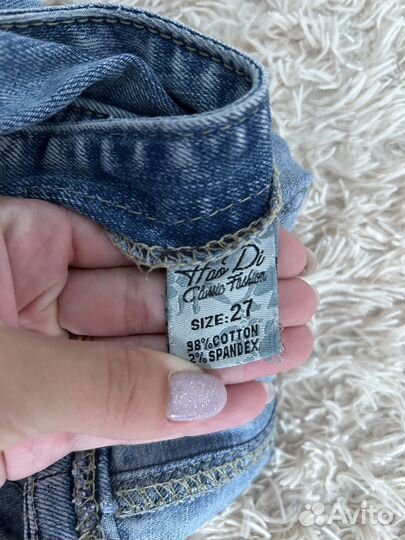 Hao Di
Classic Fashion
SIZE:27
98%COTTON
2% SPANDEX
Avito